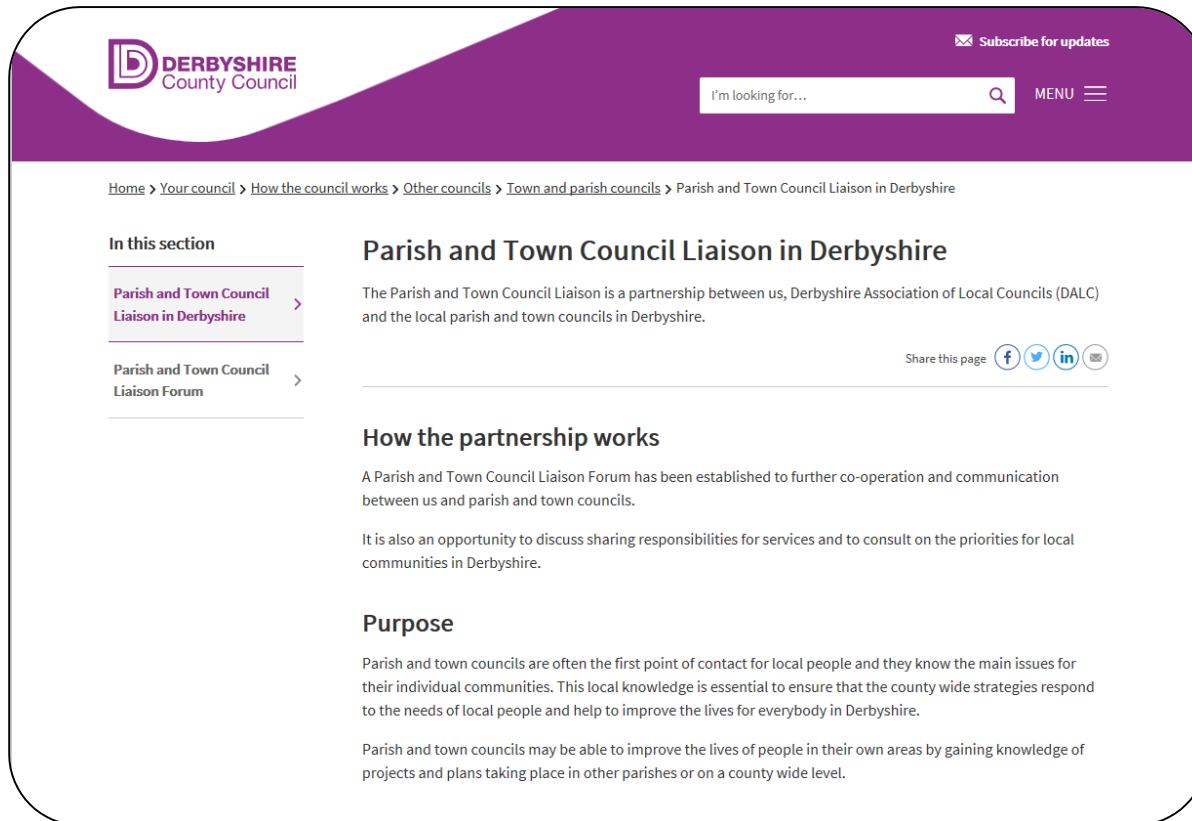 DERBYSHIRE
County Council
Subscribe for updates
I'm looking for...
MENU
Home > Your council > How the council works > Other councils > Town and parish councils > Parish and Town Council Liaison in Derbyshire
In this section
Parish and Town Council
Liaison in Derbyshire
Parish and Town Council
Liaison Forum
Parish and Town Council Liaison in Derbyshire
The Parish and Town Council Liaison is a partnership between us, Derbyshire Association of Local Councils (DALC)
and the local parish and town councils in Derbyshire.
Share this page
How the partnership works
A Parish and Town Council Liaison Forum has been established to further co-operation and communication
between us and parish and town councils.
It is also an opportunity to discuss sharing responsibilities for services and to consult on the priorities for local
communities in Derbyshire.
Purpose
Parish and town councils are often the first point of contact for local people and they know the main issues for
their individual communities. This local knowledge is essential to ensure that the county wide strategies respond
to the needs of local people and help to improve the lives for everybody in Derbyshire.
Parish and town councils may be able to improve the lives of people in their own areas by gaining knowledge of
projects and plans taking place in other parishes or on a county wide level.